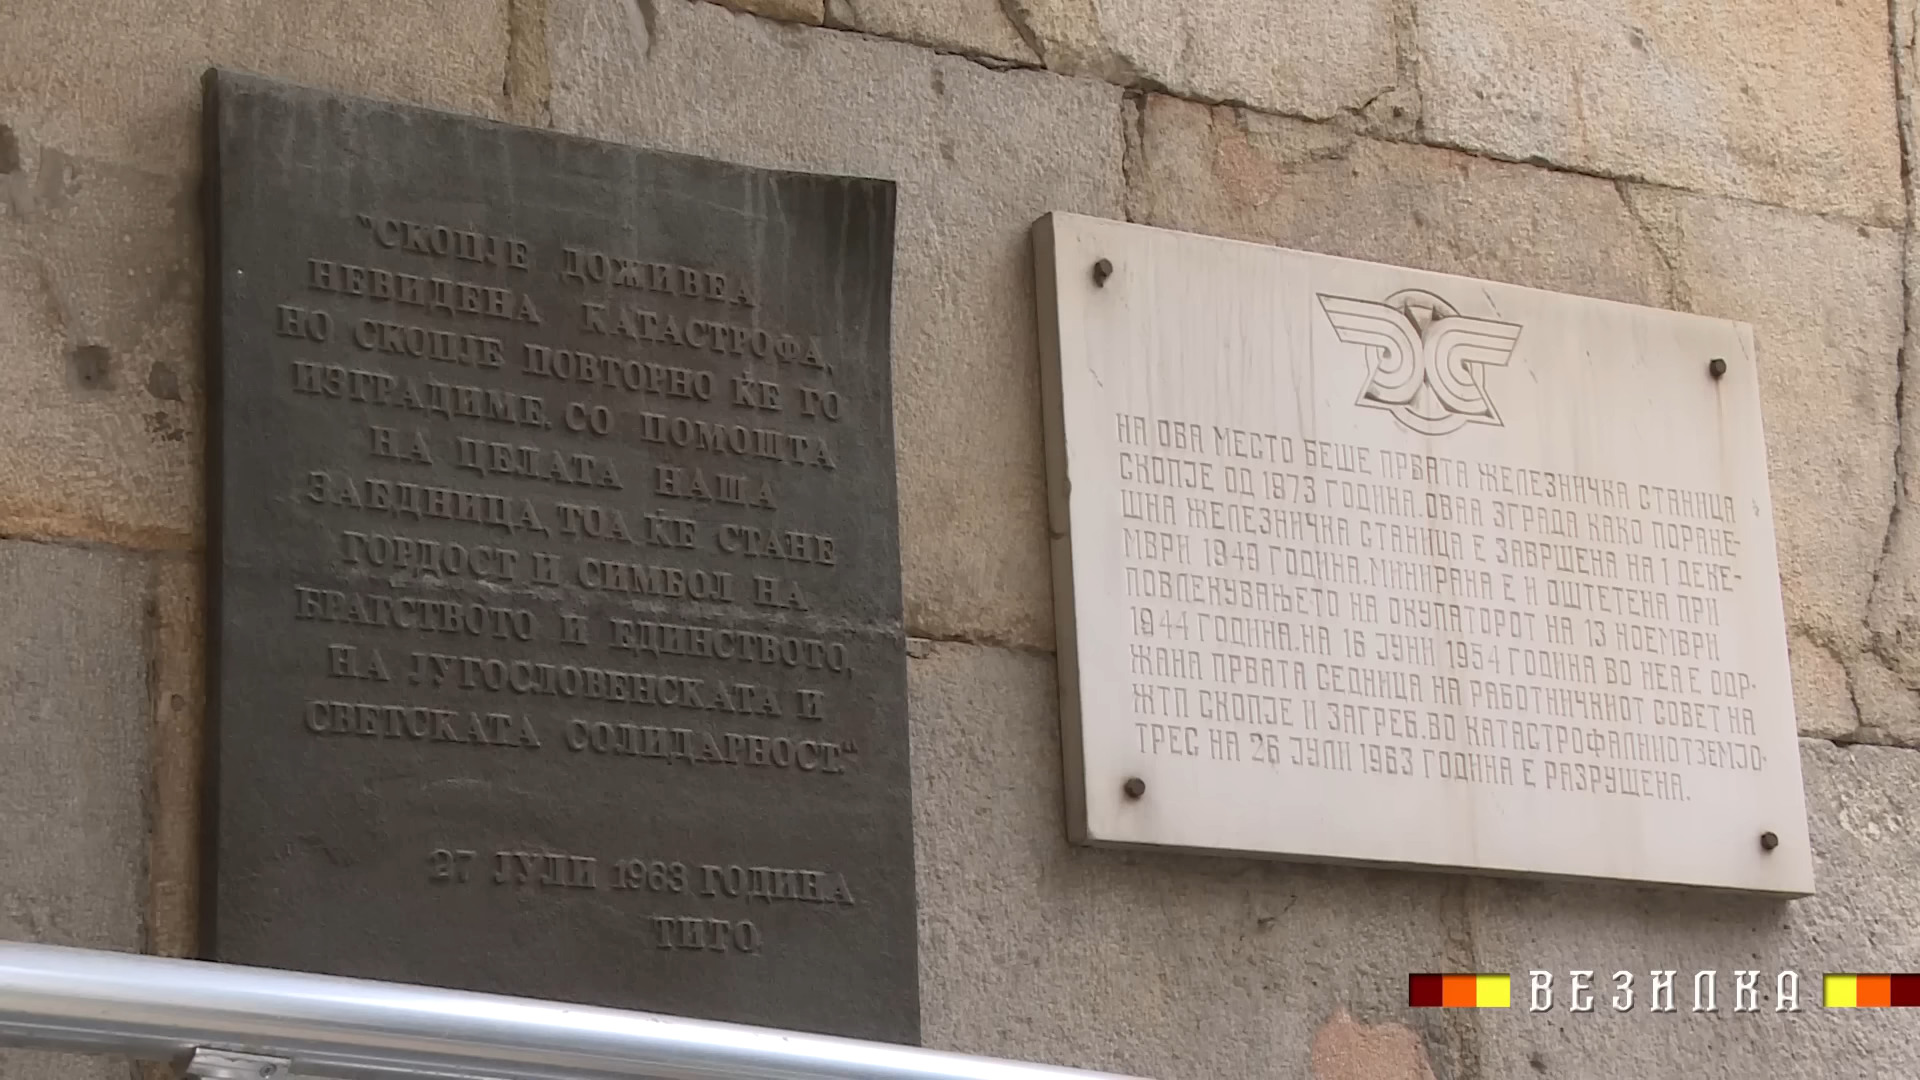 "СКОПЈЕ ДОЖИВЕА
НЕВИДЕНА КАТАСТРОФА,
НО СКОПЈЕ ПОВТОРНО ЌЕ ГО
ИЗГРАДИМЕ, СО ПОМОШТА
НА ЦЕЛАТА НАША
ЗАЕДНИЦА, ТОА ЌЕ СТАНЕ
ГОРДОСТ И СИМБОЛ НА
БРАТСТВОТО И ЕДИНСТВОТО,
НА ЈУГОСЛОВЕНСКАТА И
СВЕТСКАТА СОЛИДАРНОСТ."
27 ЈУЛИ 1963 ГОДИНА
ТИТО
НА ОВА МЕСТО БЕШЕ ПРВАТА ЖЕЛЕЗНИЧКА СТАНИЦА
СКОПЈЕ ОД 1873 ГОДИНА. ОВАА ЗГРАДА КАКО ПОРАНЕ-
ШНА ЖЕЛЕЗНИЧКА СТАНИЦА Е ЗАВРШЕНА НА 1 ДЕКЕ-
МВРИ 1940 ГОДИНА. МИНИРАНА Е И ОШТЕТЕНА ПРИ
ПОВЛЕКУВАЊЕТО НА ОКУПАТОРОТ НА 13 НОЕМВРИ
1944 ГОДИНА. НА 16 ЈУНИ 1954 ГОДИНА ВО НЕА Е ОДР-
ЖАНА ПРВАТА СЕДНИЦА НА РАБОТНИЧКИОТ СОВЕТ НА
ЖТП СКОПЈЕ И ЗАГРЕБ. ВО КАТАСТРОФАЛНИОТ ЗЕМЈО-
ТРЕС НА 26 ЈУЛИ 1963 ГОДИНА Е РАЗРУШЕНА.
ВЕЗИЛКА